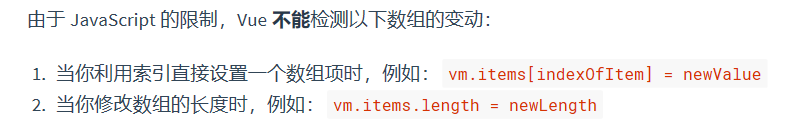 由于 JavaScript 的限制，Vue 不能检测以下数组的变动：
1. 当你利用索引直接设置一个数组项时，例如：vm.items[indexOfItem] = newValue
2. 当你修改数组的长度时，例如：vm.items.length = newLength